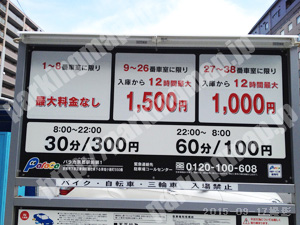 1〜8番車室に限り
最大料金なし
9〜26番車室に限り
入庫から12時間最大
1,500円
27〜38番車室に限り
入庫から12時間最大
1,000円
8:00〜22:00
30分/300円
22:00〜8:00
60分/100円
0120-100-608
バイク・自転車・三輪車 入場禁止